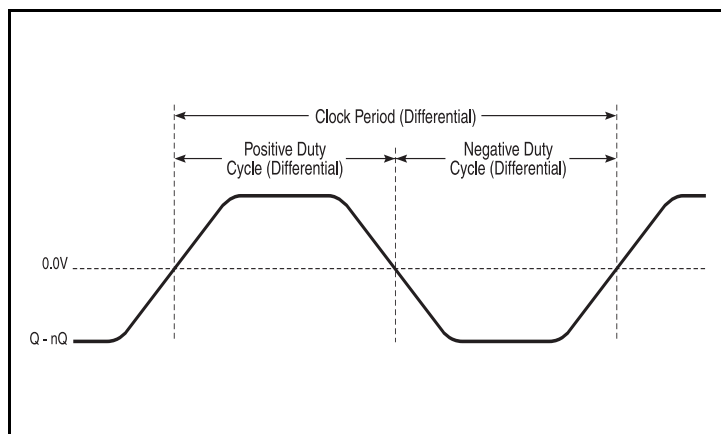 Clock Period (Differential)
Positive Duty
Cycle (Differential)
Negative Duty
Cycle (Differential)
0.0V
Q - nQ